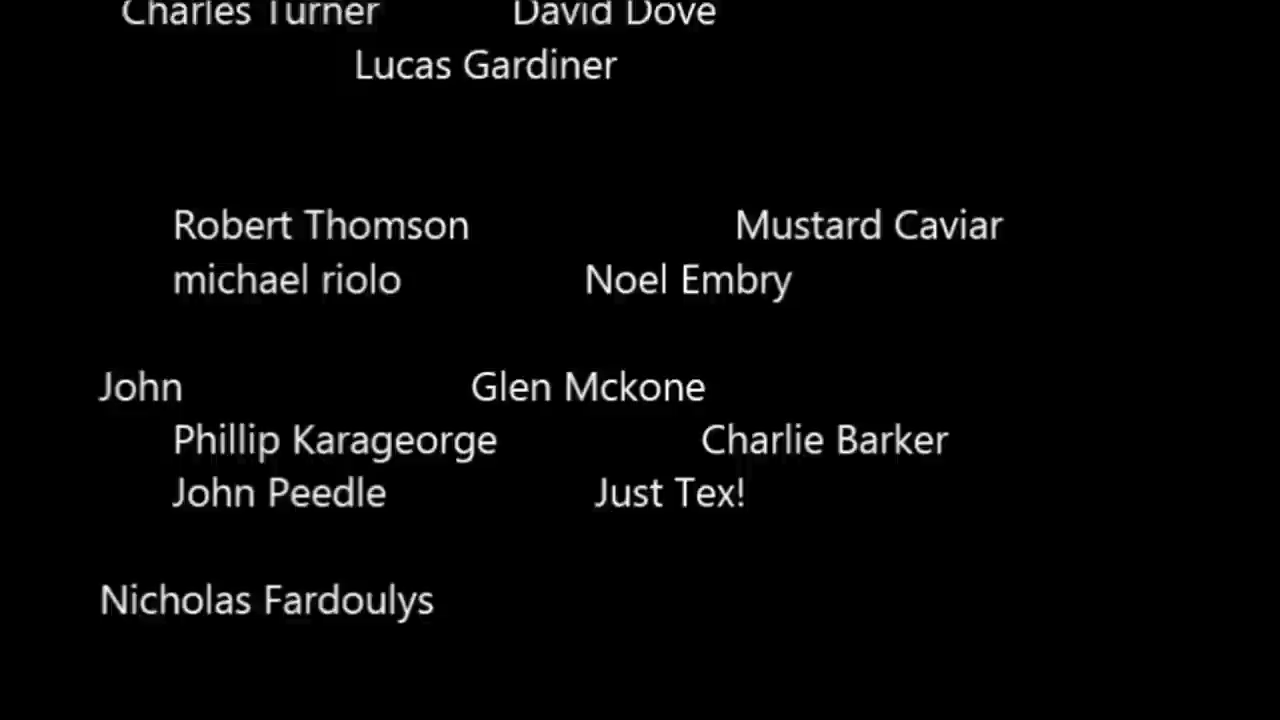 Charles Turner David Dove
Lucas Gardiner
Robert Thomson Mustard Caviar
michael riolo Noel Embry
John Glen Mckone
Phillip Karageorge Charlie Barker
John Peedle Just Tex!
Nicholas Fardoulys